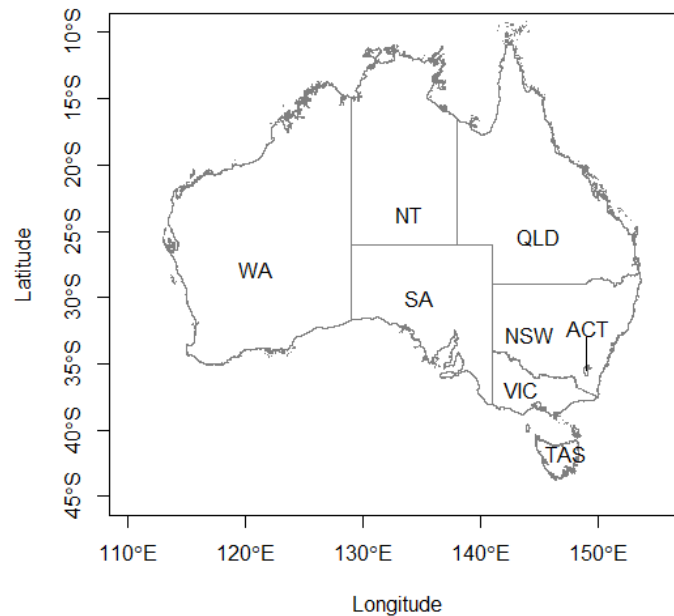 10°S
15°S
20°S
25°S
30°S
35°S
40°S
45°S
Latitude
NT
QLD
WA
SA
NSW
ACT
VIC
TAS
110°E 120°E 130°E 140°E 150°E
Longitude